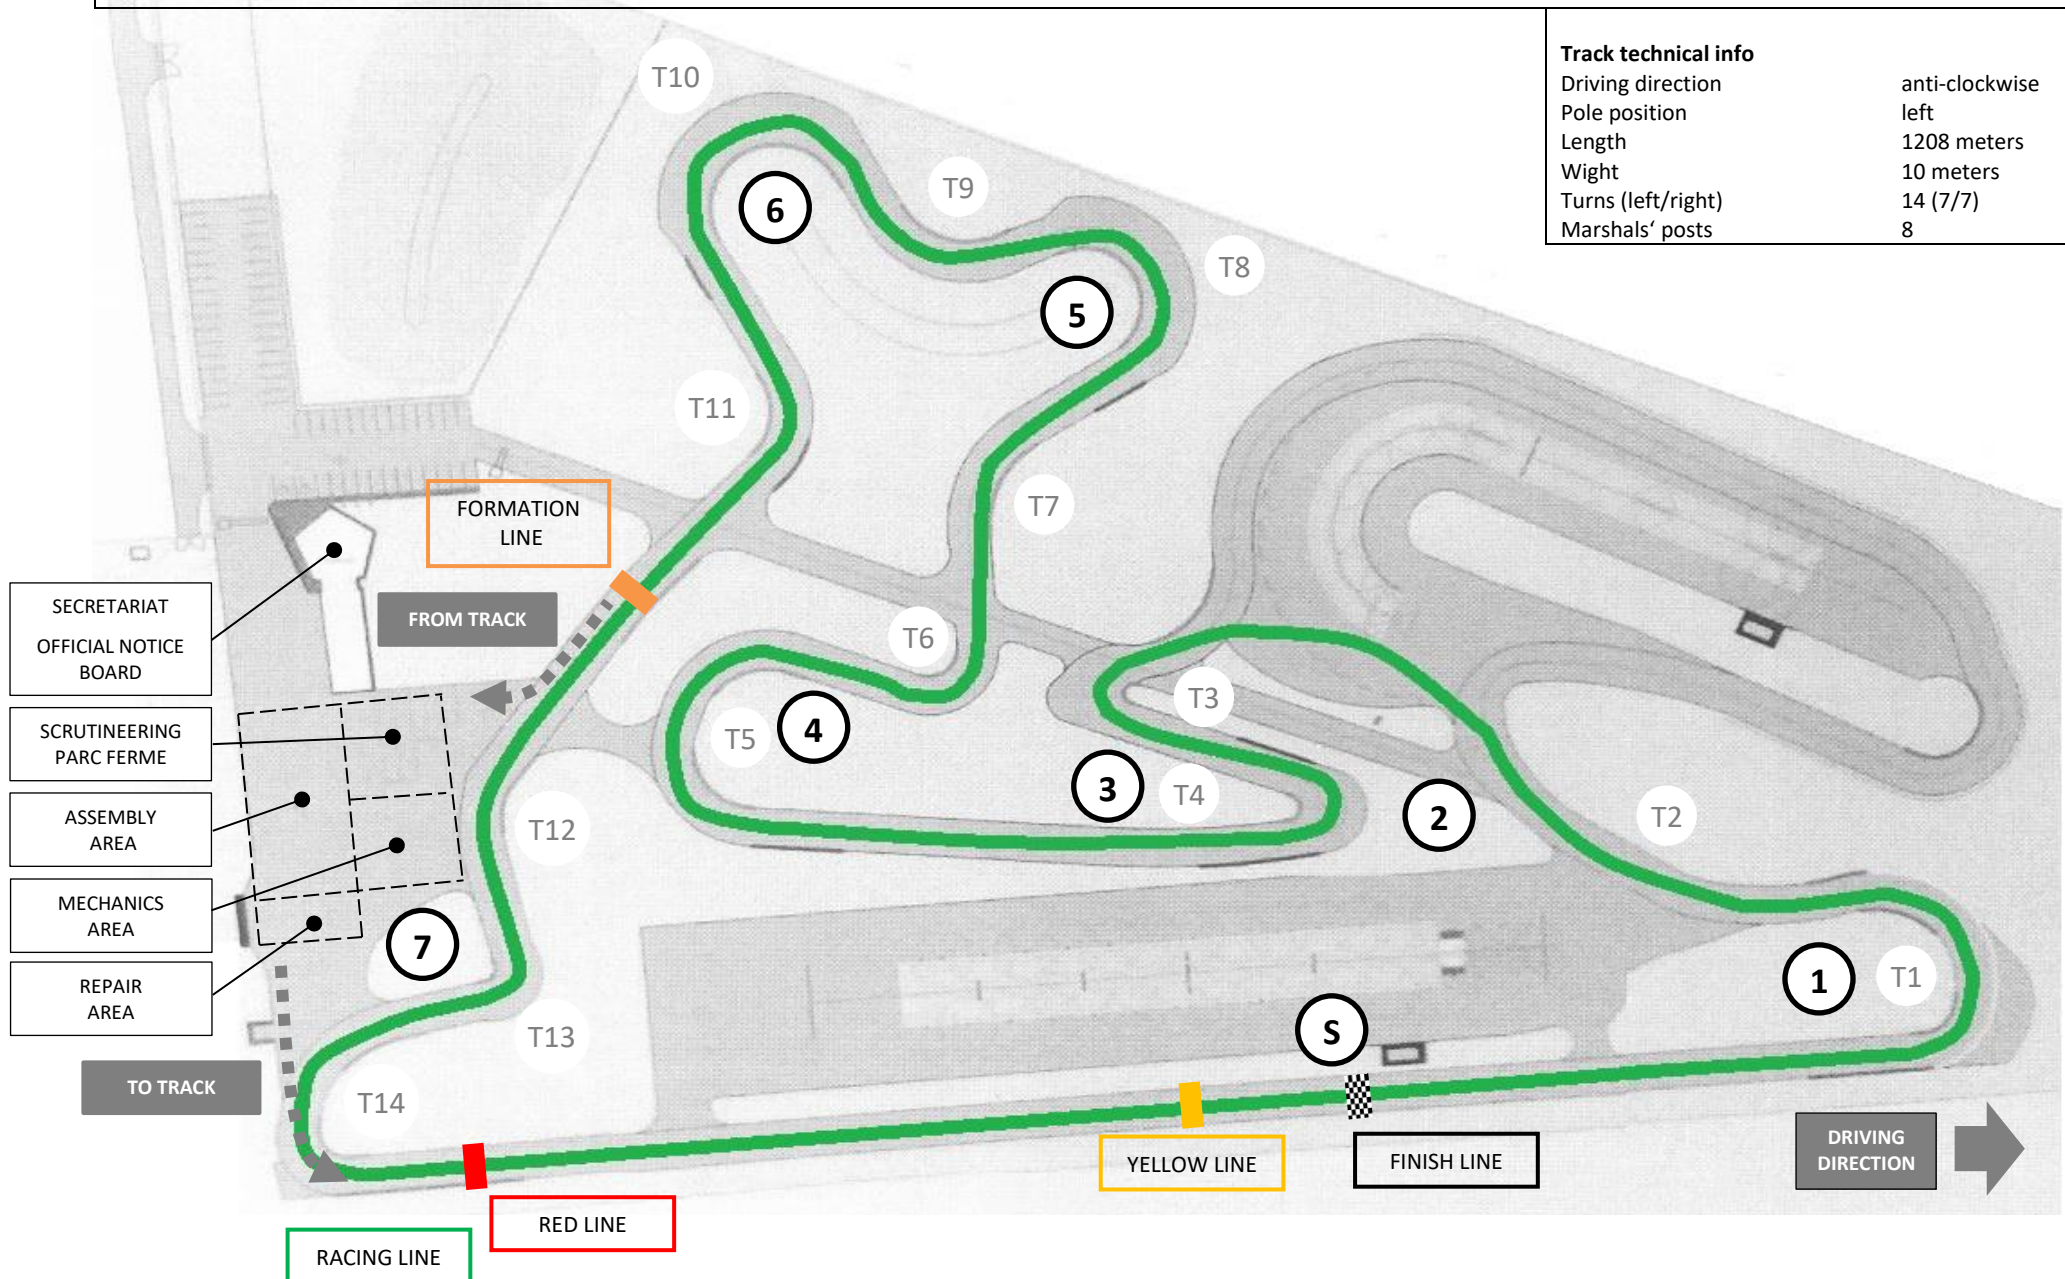 Track technical info
Driving direction anti-clockwise
Pole position left
Length 1208 meters
Wight 10 meters
Turns (left/right) 14 (7/7)
Marshals‘ posts 8
T10
T9
6
T8
5
T11
T7
FORMATION
LINE
FROM TRACK
T6
SECRETARIAT
OFFICIAL NOTICE
BOARD
T3
SCRUTINEERING
PARC FERME
T5
4
3
T4
2
T2
ASSEMBLY
AREA
T12
MECHANICS
AREA
7
1
T1
REPAIR
AREA
T13
S
TO TRACK
T14
YELLOW LINE
FINISH LINE
DRIVING
DIRECTION
RED LINE
RACING LINE